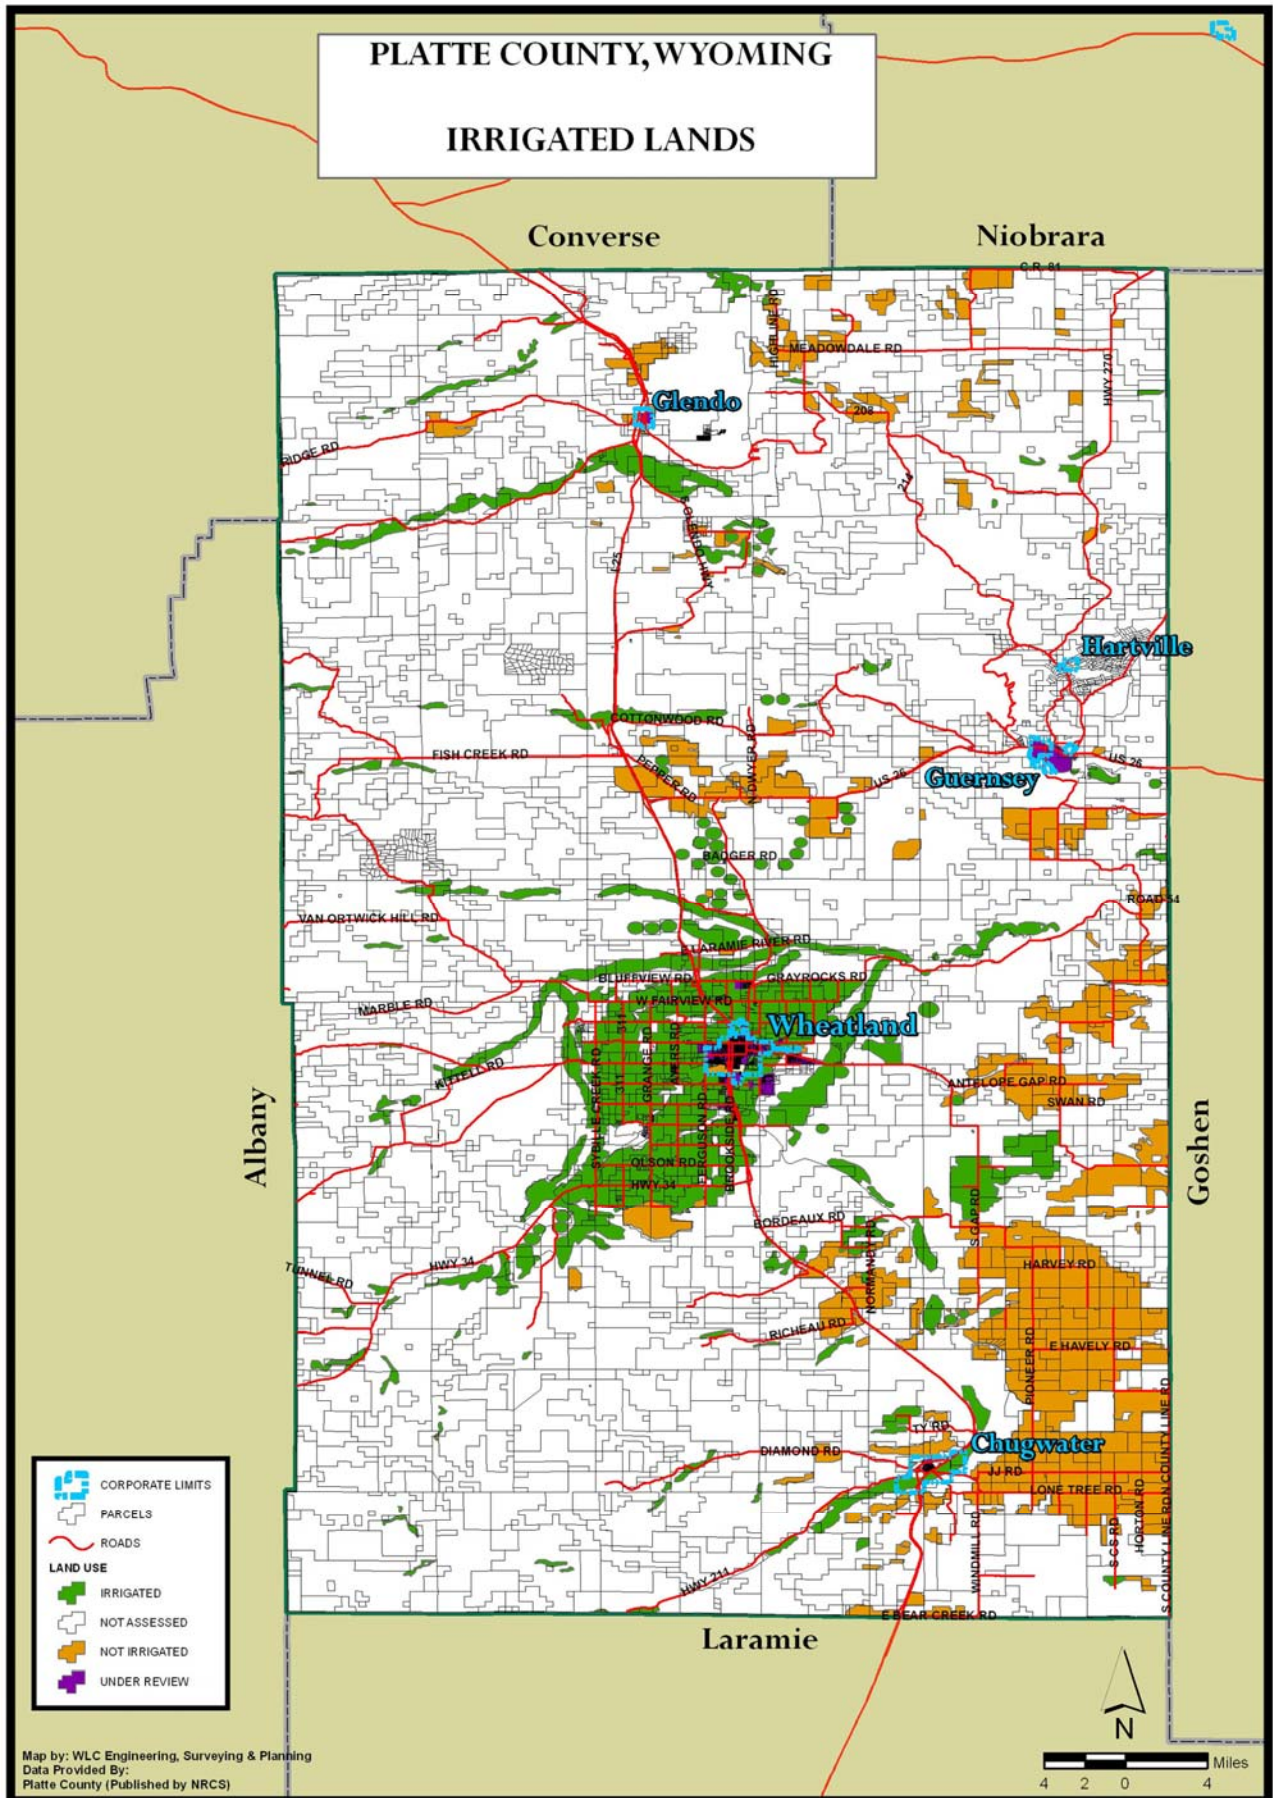 PLATTE COUNTY, WYOMING
IRRIGATED LANDS
Converse
Niobrara
C.R. 81
HIGHLINE RD
MEADOWDALE RD
HWY 270
Glendo
208
RIDGE RD
214
S GLENDO HWY
I-25
Hartville
COTTONWOOD RD
N DWYER RD
FISH CREEK RD
PEPPER RD
US 26
US 26
Guernsey
BADGER RD
ROAD 54
VAN ORTWICK HILL RD
E LARAMIE RIVER RD
BLUFFVIEW RD
GRAYROCKS RD
W FAIRVIEW RD
MARBLE RD
311
Wheatland
GRANGE RD
AYERS RD
KITTELL RD
311
SYBILLE CREEK RD
ANTELOPE GAP RD
SWAN RD
Albany
Goshen
FERGUSON RD
BROOKSIDE RD
OLSON RD
HWY 34
S GAP RD
BORDEAUX RD
NORMANDY RD
HWY 34
TUNNEL RD
HARVEY RD
RICHEAU RD
E HAVELY RD
PIONEER RD
TY RD
Chugwater
DIAMOND RD
JJ RD
LONE TREE RD
HORTON RD
S COUNTY LINE RD
N COUNTY LINE RD
WINDMILL RD
S CS RD
HWY 211
E BEAR CREEK RD
Laramie
CORPORATE LIMITS
PARCELS
ROADS
LAND USE
IRRIGATED
NOT ASSESSED
NOT IRRIGATED
UNDER REVIEW
N
Miles
4 2 0 4
Map by: WLC Engineering, Surveying & Planning
Data Provided By:
Platte County (Published by NRCS)